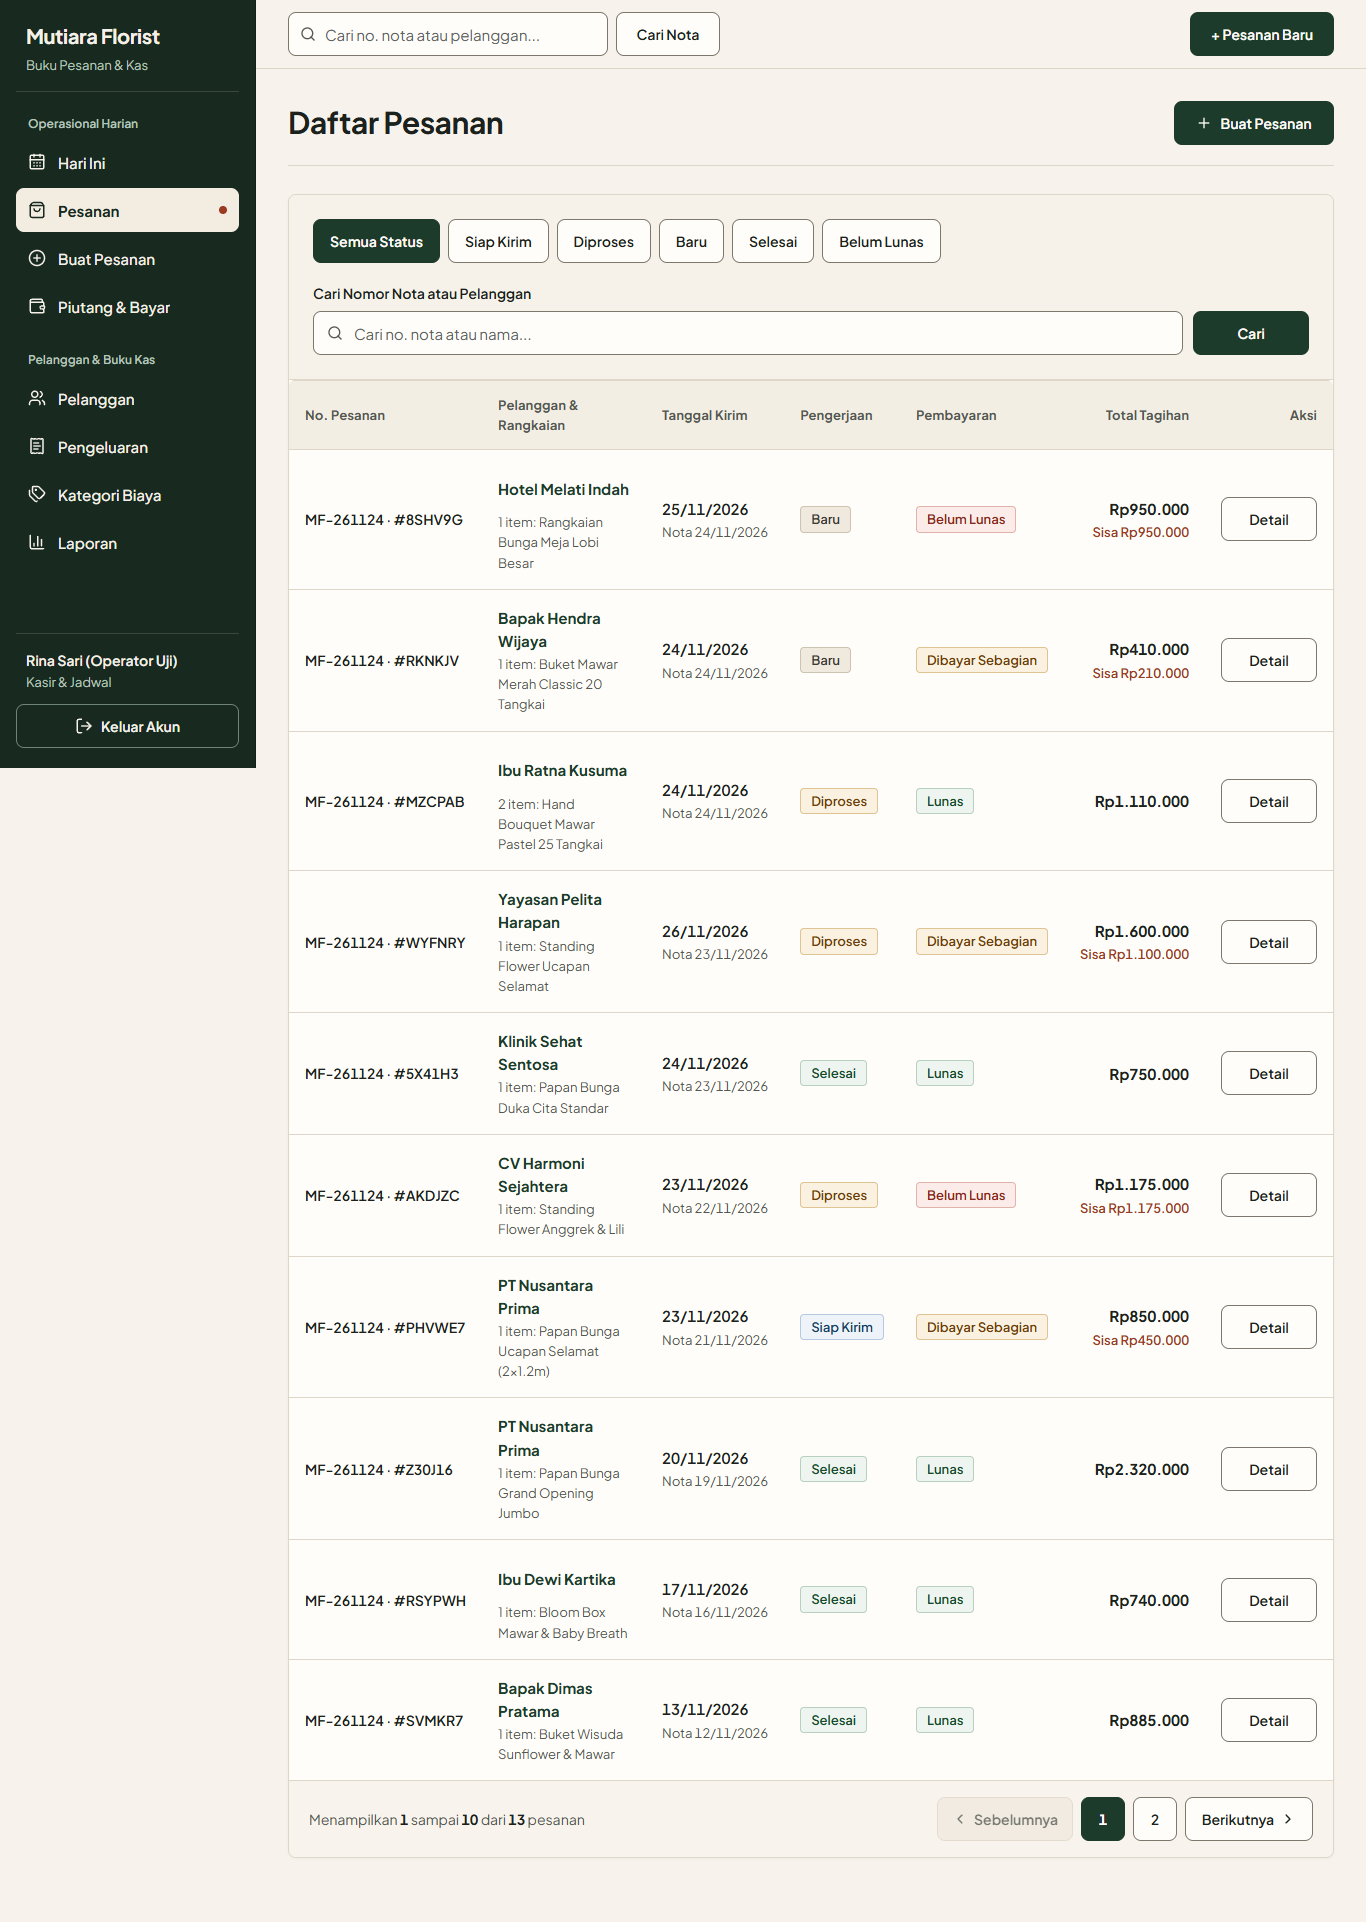 Mutiara Florist
Buku Pesanan & Kas
Operasional Harian
Hari Ini
Pesanan
Buat Pesanan
Piutang & Bayar
Pelanggan & Buku Kas
Pelanggan
Pengeluaran
Kategori Biaya
Laporan
Rina Sari (Operator Uji)
Kasir & Jadwal
Keluar Akun
Cari no. nota atau pelanggan...
Cari Nota
+ Pesanan Baru
Daftar Pesanan
Buat Pesanan
Semua Status
Siap Kirim
Diproses
Baru
Selesai
Belum Lunas
Cari Nomor Nota atau Pelanggan
Cari no. nota atau nama...
Cari
No. Pesanan
Pelanggan &
Rangkaian
Tanggal Kirim
Pengerjaan
Pembayaran
Total Tagihan
Aksi
MF-261124 · #8SHV9G
Hotel Melati Indah
1 item: Rangkaian
Bunga Meja Lobi
Besar
25/11/2026
Nota 24/11/2026
Baru
Belum Lunas
Rp950.000
Sisa Rp950.000
Detail
MF-261124 · #RKNKJV
Bapak Hendra
Wijaya
1 item: Buket Mawar
Merah Classic 20
Tangkai
24/11/2026
Nota 24/11/2026
Baru
Dibayar Sebagian
Rp410.000
Sisa Rp210.000
Detail
MF-261124 · #MZCPAB
Ibu Ratna Kusuma
2 item: Hand
Bouquet Mawar
Pastel 25 Tangkai
24/11/2026
Nota 24/11/2026
Diproses
Lunas
Rp1.110.000
Detail
MF-261124 · #WYFNRY
Yayasan Pelita
Harapan
1 item: Standing
Flower Ucapan
Selamat
26/11/2026
Nota 23/11/2026
Diproses
Dibayar Sebagian
Rp1.600.000
Sisa Rp1.100.000
Detail
MF-261124 · #5X41H3
Klinik Sehat
Sentosa
1 item: Papan Bunga
Duka Cita Standar
24/11/2026
Nota 23/11/2026
Selesai
Lunas
Rp750.000
Detail
MF-261124 · #AKDJZC
CV Harmoni
Sejahtera
1 item: Standing
Flower Anggrek & Lili
23/11/2026
Nota 22/11/2026
Diproses
Belum Lunas
Rp1.175.000
Sisa Rp1.175.000
Detail
MF-261124 · #PHVWE7
PT Nusantara
Prima
1 item: Papan Bunga
Ucapan Selamat
(2×1.2m)
23/11/2026
Nota 21/11/2026
Siap Kirim
Dibayar Sebagian
Rp850.000
Sisa Rp450.000
Detail
MF-261124 · #Z30J16
PT Nusantara
Prima
1 item: Papan Bunga
Grand Opening
Jumbo
20/11/2026
Nota 19/11/2026
Selesai
Lunas
Rp2.320.000
Detail
MF-261124 · #RSYPWH
Ibu Dewi Kartika
1 item: Bloom Box
Mawar & Baby Breath
17/11/2026
Nota 16/11/2026
Selesai
Lunas
Rp740.000
Detail
MF-261124 · #SVMKR7
Bapak Dimas
Pratama
1 item: Buket Wisuda
Sunflower & Mawar
13/11/2026
Nota 12/11/2026
Selesai
Lunas
Rp885.000
Detail
Menampilkan 1 sampai 10 dari 13 pesanan
Sebelumnya
1
2
Berikutnya